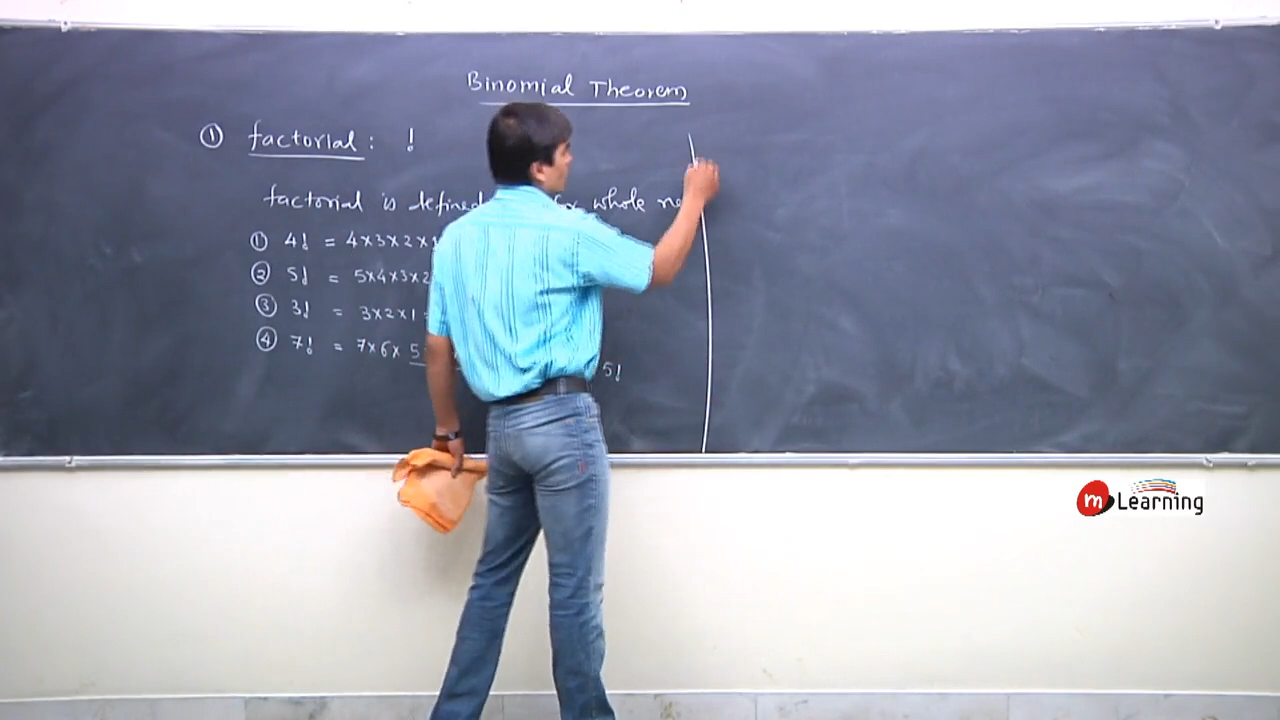 Binomial Theorem
① factorial : !
factorial is defined for whole no
① 4! = 4×3×2×
② 5! = 5×4×3×2
③ 3! = 3×2×1
④ 7! = 7×6×5 5!
m Learning